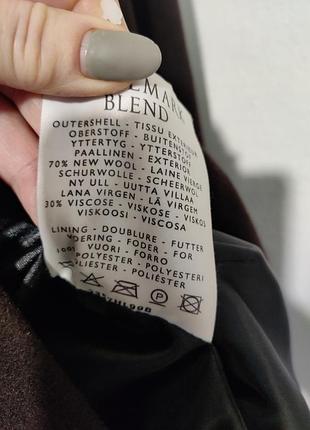 BLEND
OUTERSHELL - TISSU EXTERIEUR
OBERSTOFF - BUITENSTOF
YTTERTYG - YTTERSTOFF
PAALLINEN - EXTERIOR
70% NEW WOOL - LAINE VIERGE
SCHURWOLLE - SCHEERWOL
NY ULL - UUTTA VILLAA
LANA VIRGEN - LÃ VIRGEM
30% VISCOSE - VISKOSE - VISKOS
VISKOOSI - VISCOSA
LINING - DOUBLURE - FUTTER
VOERING - FODER - FOR
VUORI - FORRO
100% POLYESTER - POLYESTERI
POLIESTER - POLIÉSTER
P